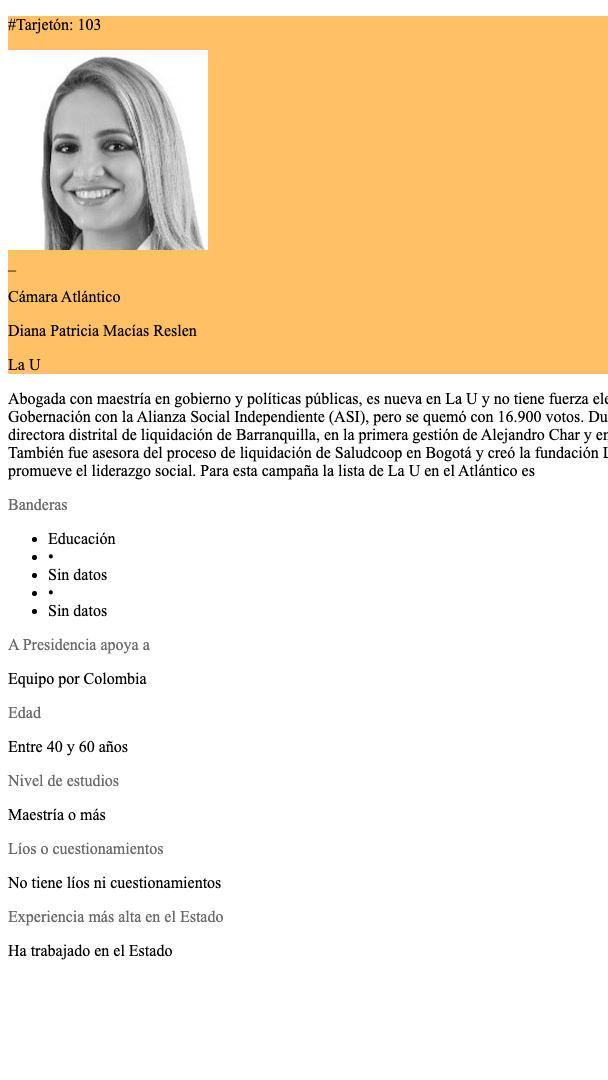 #Tarjetón: 103
_
Cámara Atlántico
Diana Patricia Macías Reslen
La U
Abogada con maestría en gobierno y políticas públicas, es nueva en La U y no tiene fuerza ele
Gobernación con la Alianza Social Independiente (ASI), pero se quemó con 16.900 votos. Du
directora distrital de liquidación de Barranquilla, en la primera gestión de Alejandro Char y en
También fue asesora del proceso de liquidación de Saludcoop en Bogotá y creó la fundación
promueve el liderazgo social. Para esta campaña la lista de La U en el Atlántico es
Banderas
• Educación
• •
• Sin datos
• •
• Sin datos
A Presidencia apoya a
Equipo por Colombia
Edad
Entre 40 y 60 años
Nivel de estudios
Maestría o más
Líos o cuestionamientos
No tiene líos ni cuestionamientos
Experiencia más alta en el Estado
Ha trabajado en el Estado